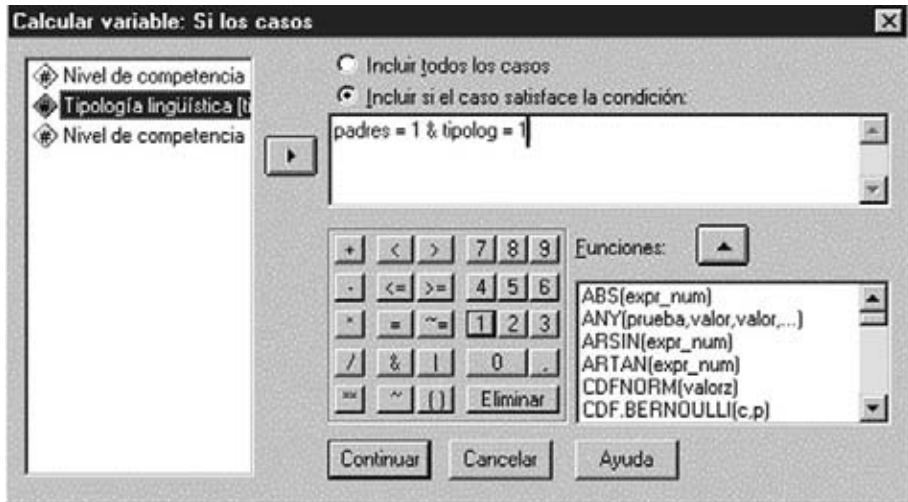 Calcular variable: Si los casos
Nivel de competencia
Tipología lingüística [ti
Nivel de competencia
Incluir todos los casos
Incluir si el caso satisface la condición:
padres = 1 & tipolog = 1
+ < > 7 8 9
- <= >= 4 5 6
* = ~= 1 2 3
/ & | 0 .
** ~ () Eliminar
Funciones:
ABS(expr_num)
ANY(prueba,valor,valor,...)
ARSIN(expr_num)
ARTAN(expr_num)
CDFNORM(valorz)
CDF.BERNOULLI(c,p)
Continuar Cancelar Ayuda